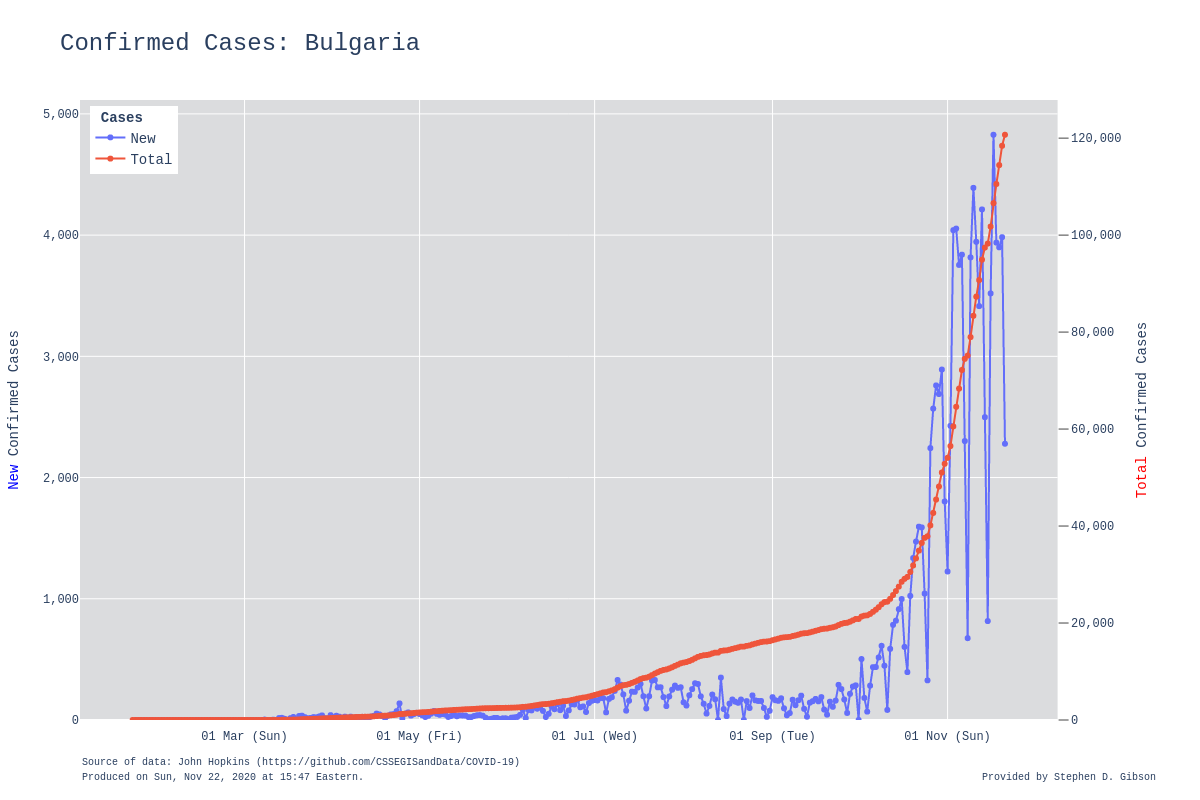 Confirmed Cases: Bulgaria
Cases
New
Total
5,000
4,000
3,000
2,000
1,000
0
120,000
100,000
80,000
60,000
40,000
20,000
0
New Confirmed Cases
Total Confirmed Cases
01 Mar (Sun) 01 May (Fri) 01 Jul (Wed) 01 Sep (Tue) 01 Nov (Sun)
Source of data: John Hopkins (https://github.com/CSSEGISandData/COVID-19)
Produced on Sun, Nov 22, 2020 at 15:47 Eastern.
Provided by Stephen D. Gibson